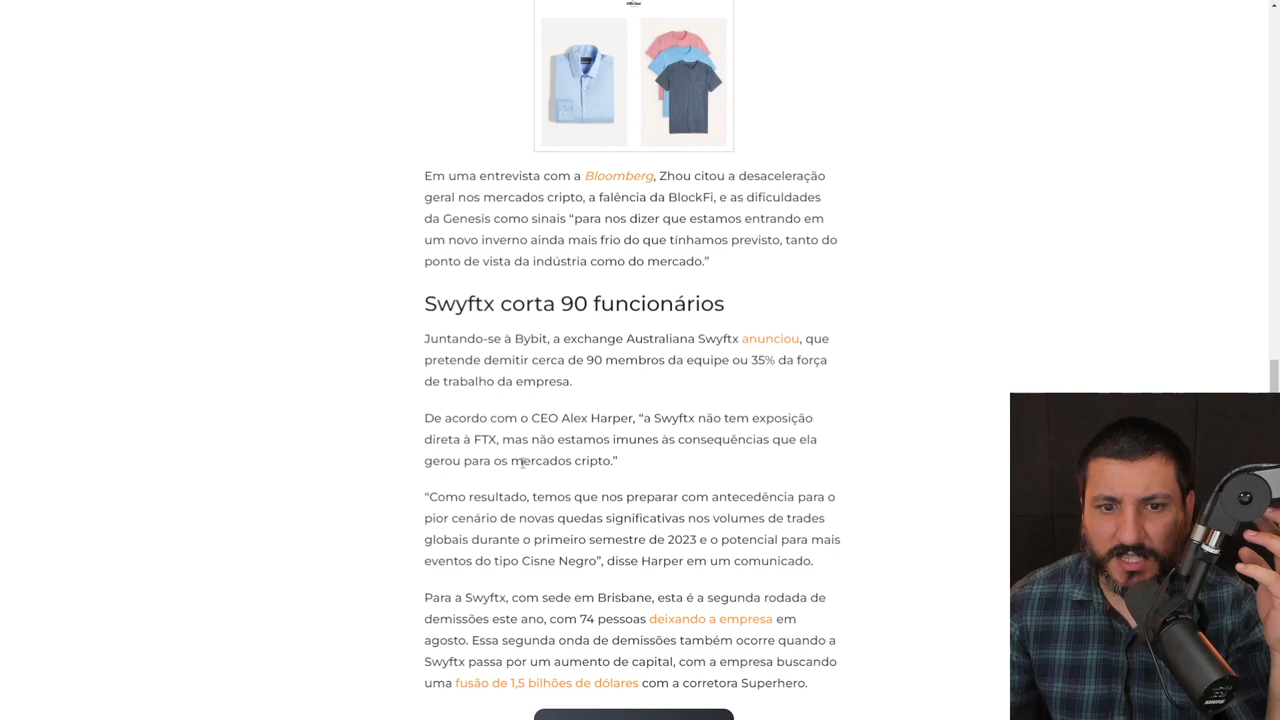 Em uma entrevista com a Bloomberg, Zhou citou a desaceleração
geral nos mercados cripto, a falência da BlockFi, e as dificuldades
da Genesis como sinais “para nos dizer que estamos entrando em
um novo inverno ainda mais frio do que tínhamos previsto, tanto do
ponto de vista da indústria como do mercado.”
Swyftx corta 90 funcionários
Juntando-se à Bybit, a exchange Australiana Swyftx anunciou, que
pretende demitir cerca de 90 membros da equipe ou 35% da força
de trabalho da empresa.
De acordo com o CEO Alex Harper, “a Swyftx não tem exposição
direta à FTX, mas não estamos imunes às consequências que ela
gerou para os mercados cripto.”
“Como resultado, temos que nos preparar com antecedência para o
pior cenário de novas quedas significativas nos volumes de trades
globais durante o primeiro semestre de 2023 e o potencial para mais
eventos do tipo Cisne Negro”, disse Harper em um comunicado.
Para a Swyftx, com sede em Brisbane, esta é a segunda rodada de
demissões este ano, com 74 pessoas deixando a empresa em
agosto. Essa segunda onda de demissões também ocorre quando a
Swyftx passa por um aumento de capital, com a empresa buscando
uma fusão de 1,5 bilhões de dólares com a corretora Superhero.
SHURE